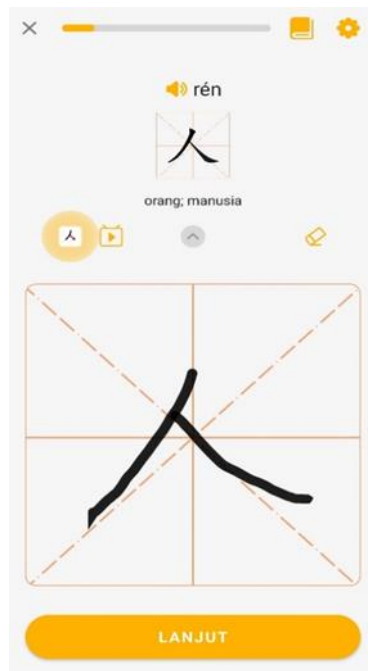 rén
人
orang; manusia
人
人
LANJUT